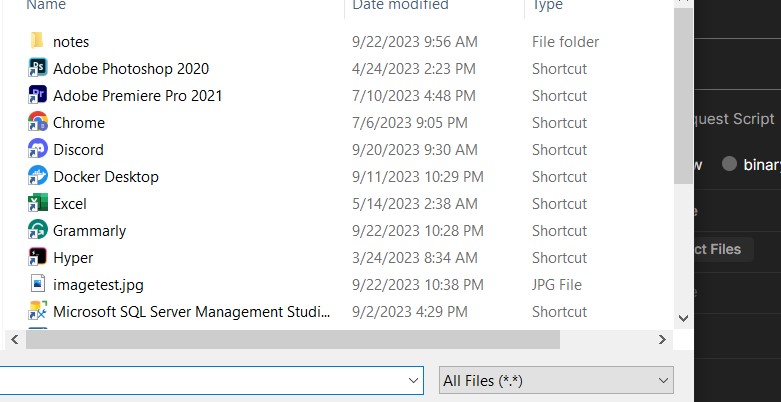 Name Date modified Type
notes 9/22/2023 9:56 AM File folder
Adobe Photoshop 2020 4/24/2023 2:23 PM Shortcut
Adobe Premiere Pro 2021 7/10/2023 4:48 PM Shortcut
Chrome 7/6/2023 9:05 PM Shortcut
quest Script
Discord 9/20/2023 9:30 AM Shortcut
w binary
Docker Desktop 9/11/2023 10:29 PM Shortcut
Excel 5/14/2023 2:38 AM Shortcut
e
Grammarly 9/22/2023 10:28 PM Shortcut
ct Files
Hyper 3/24/2023 8:34 AM Shortcut
imagetest.jpg 9/22/2023 10:38 PM JPG File
e
Microsoft SQL Server Management Studi... 9/2/2023 4:29 PM Shortcut
All Files (*.*)